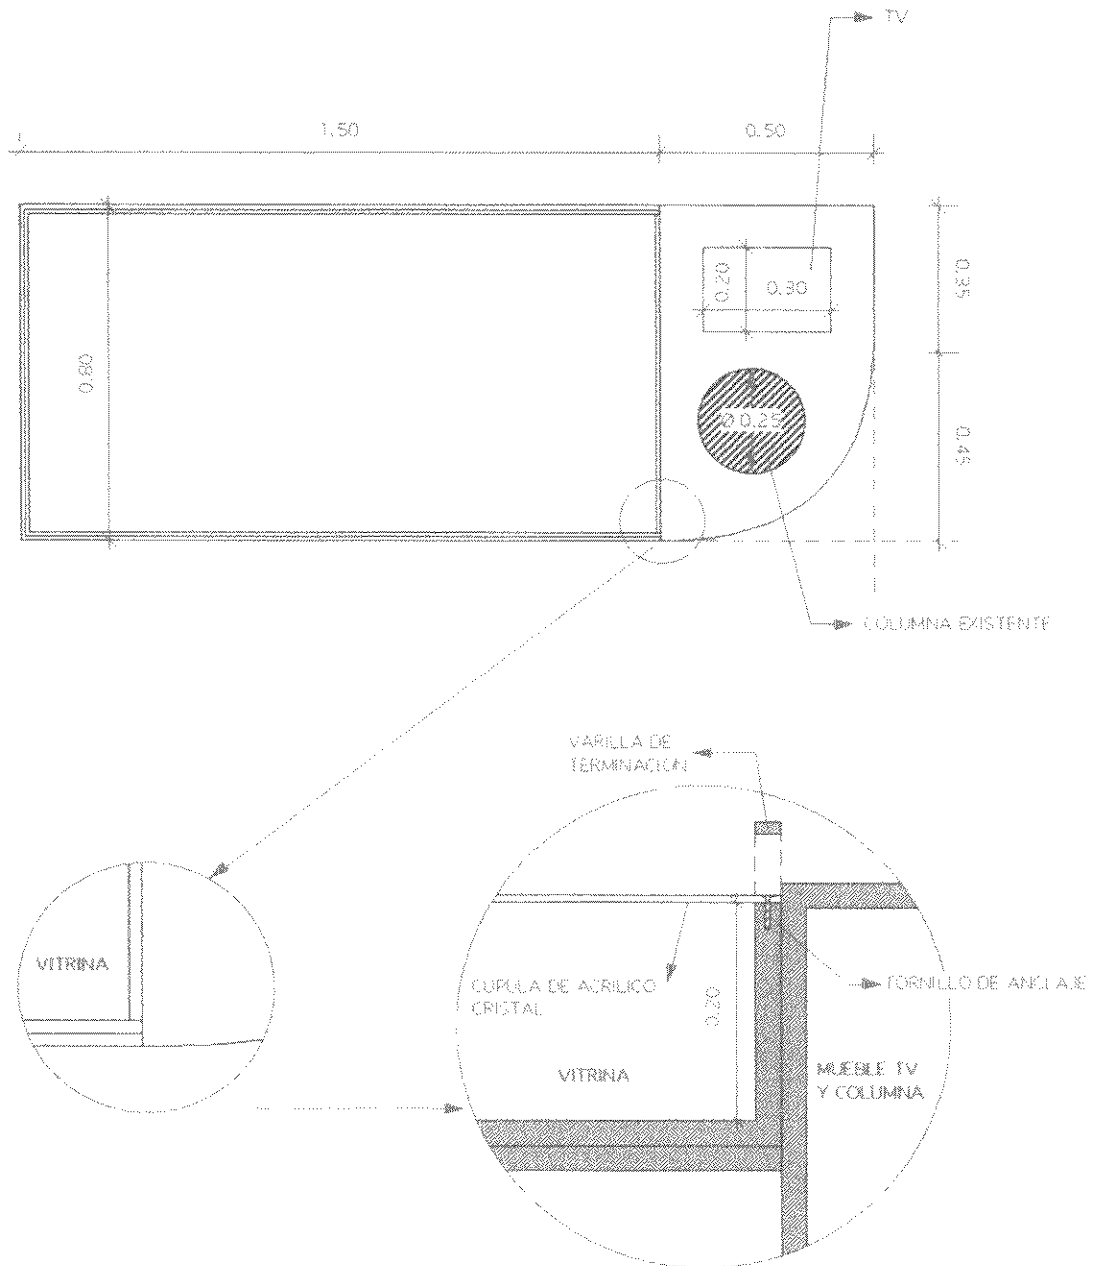 TV
1.50
0.50
0.20
0.30
0.35
0.80
Ø 0.25
0.45
COLUMNA EXISTENTE
VARILLA DE
TERMINACION
VITRINA
CUPULA DE ACRILICO
CRISTAL
0.20
TORNILLO DE ANCLAJE
VITRINA
MUEBLE TV
Y COLUMNA